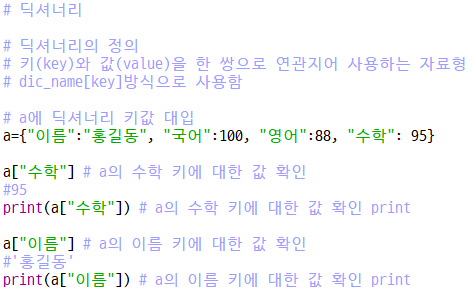 # 딕셔너리
# 딕셔너리의 정의
# 키(key)와 값(value)을 한 쌍으로 연관지어 사용하는 자료형
# dic_name[key]방식으로 사용함
# a에 딕셔너리 키값 대입
a={"이름":"홍길동", "국어":100, "영어":88, "수학": 95}
a["수학"] # a의 수학 키에 대한 값 확인
#95
print(a["수학"]) # a의 수학 키에 대한 값 확인 print
a["이름"] # a의 이름 키에 대한 값 확인
#'홍길동'
print(a["이름"]) # a의 이름 키에 대한 값 확인 print